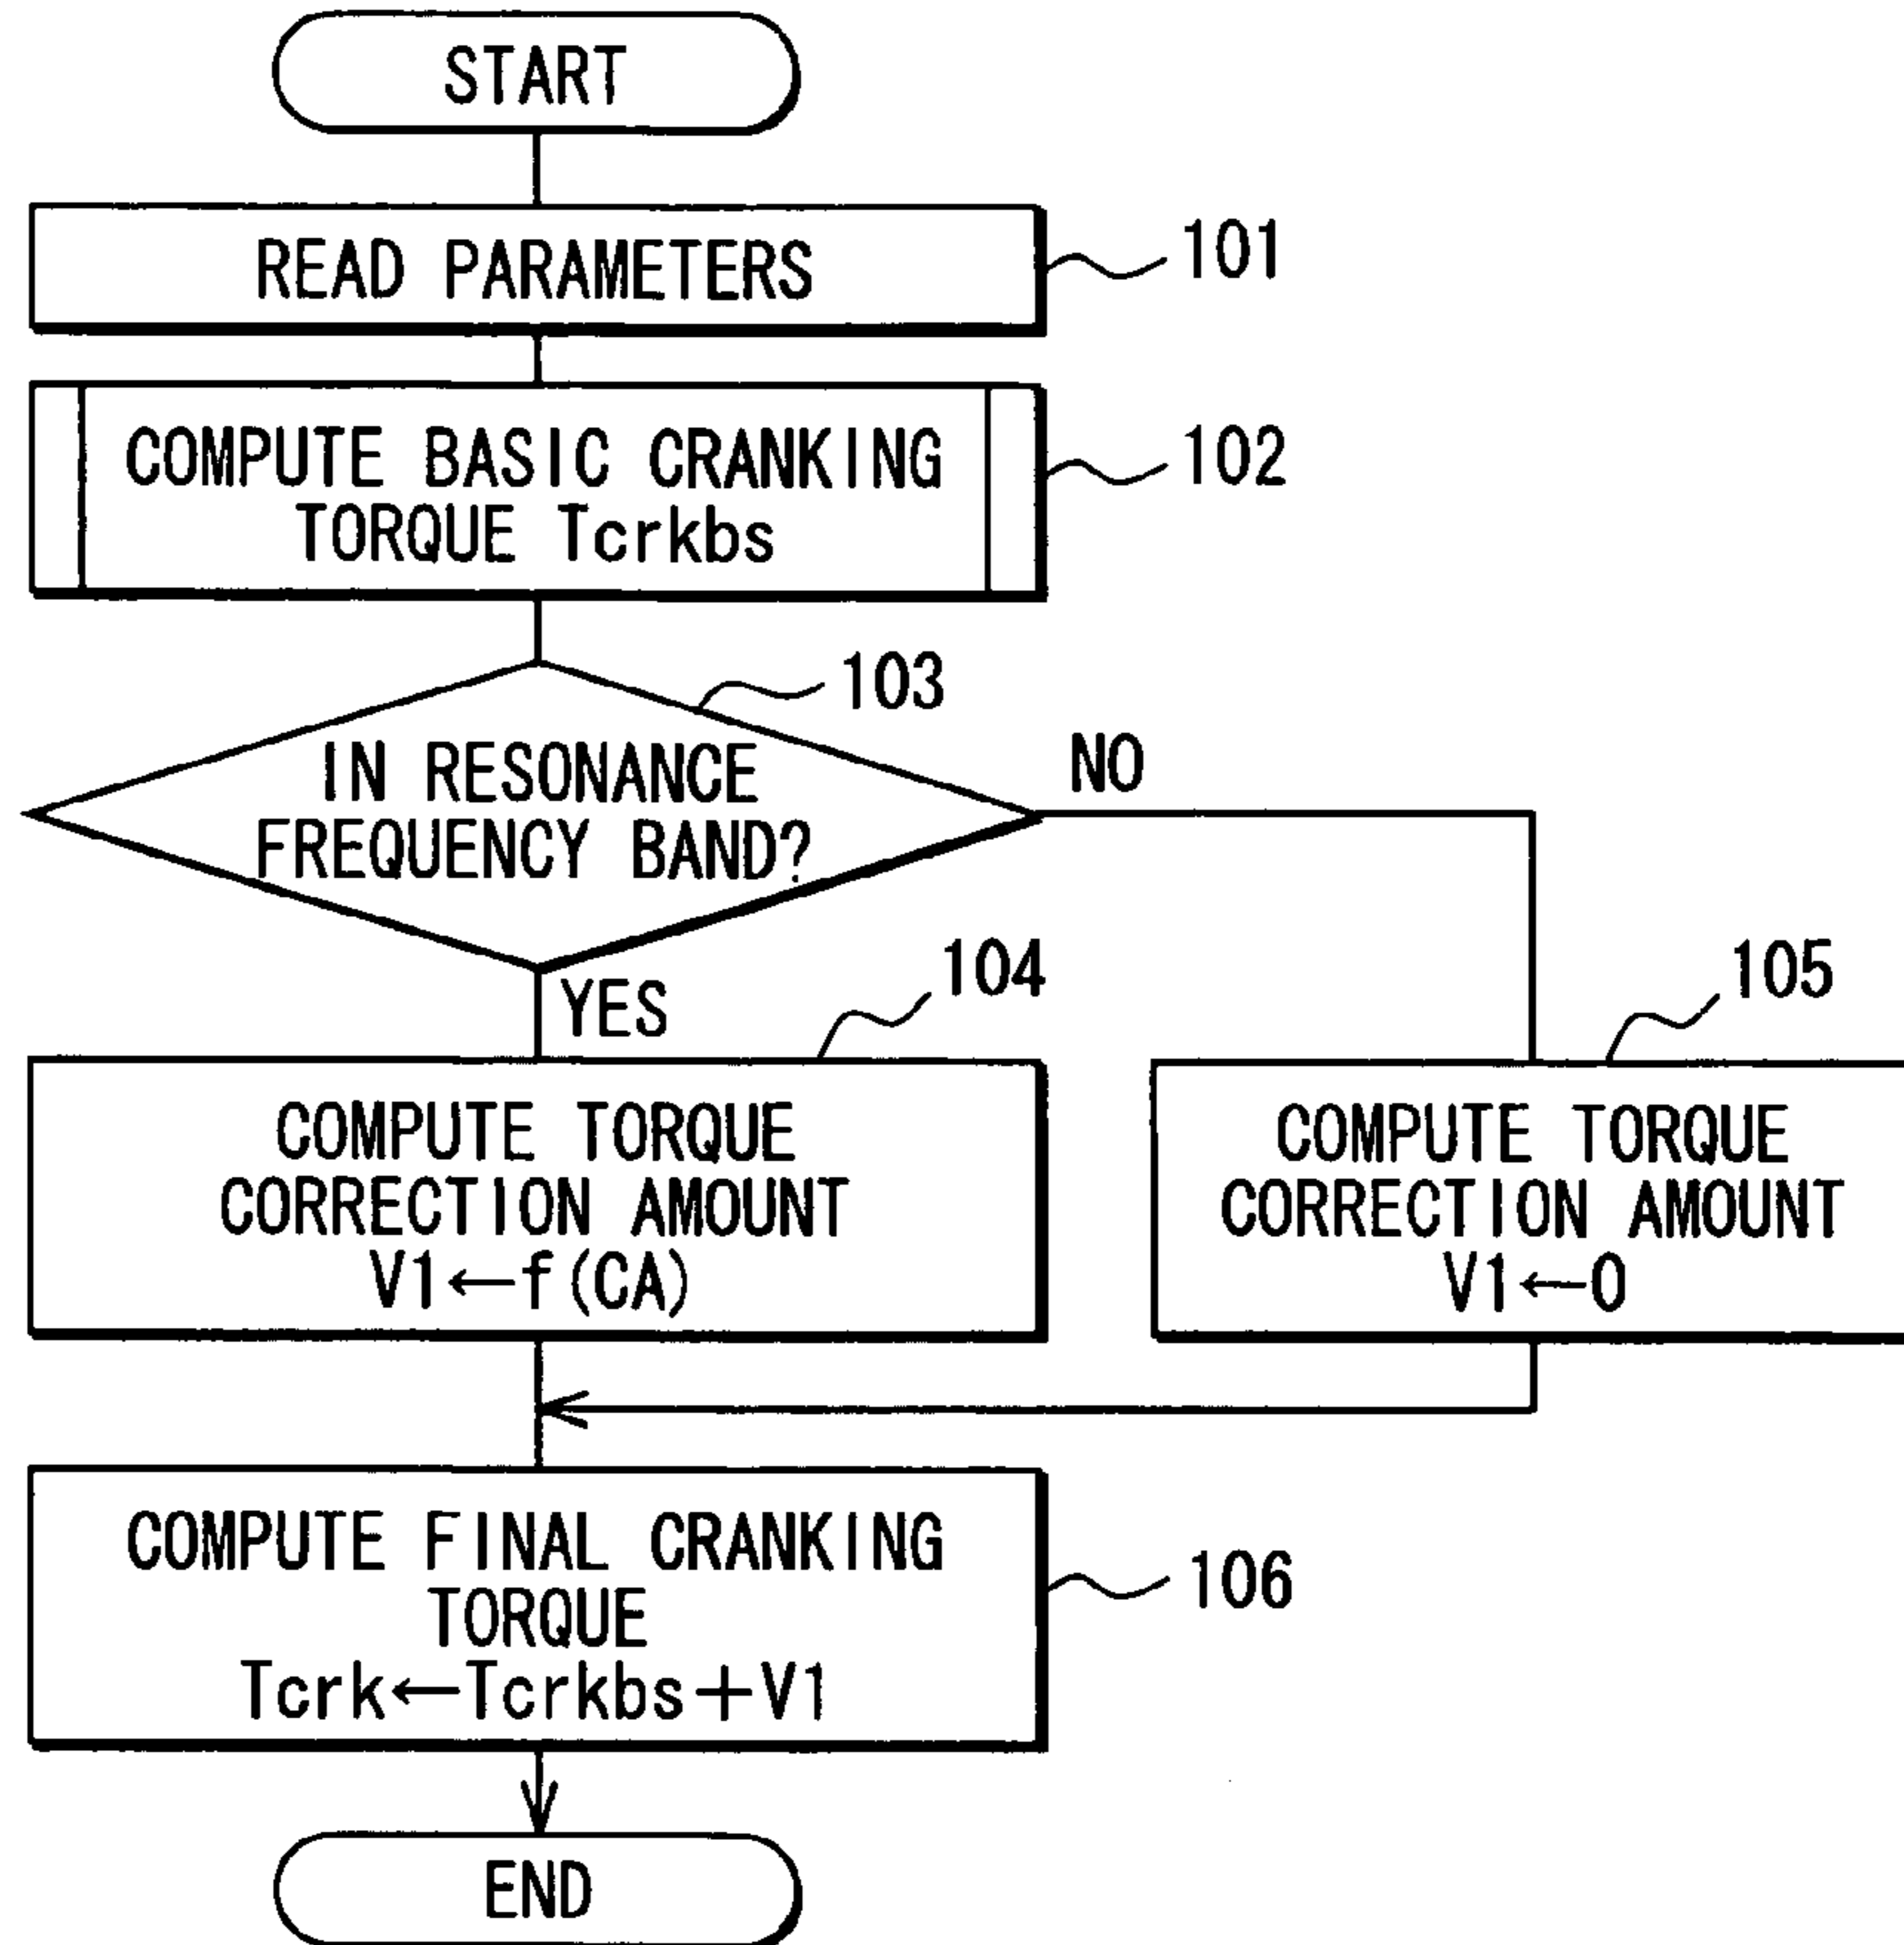 START
READ PARAMETERS
101
COMPUTE BASIC CRANKING
TORQUE Tcrkbs
102
103
IN RESONANCE
FREQUENCY BAND?
NO
YES
104
COMPUTE TORQUE
CORRECTION AMOUNT
V1←f(CA)
105
COMPUTE TORQUE
CORRECTION AMOUNT
V1←0
COMPUTE FINAL CRANKING
TORQUE
Tcrk←Tcrkbs+V1
106
END